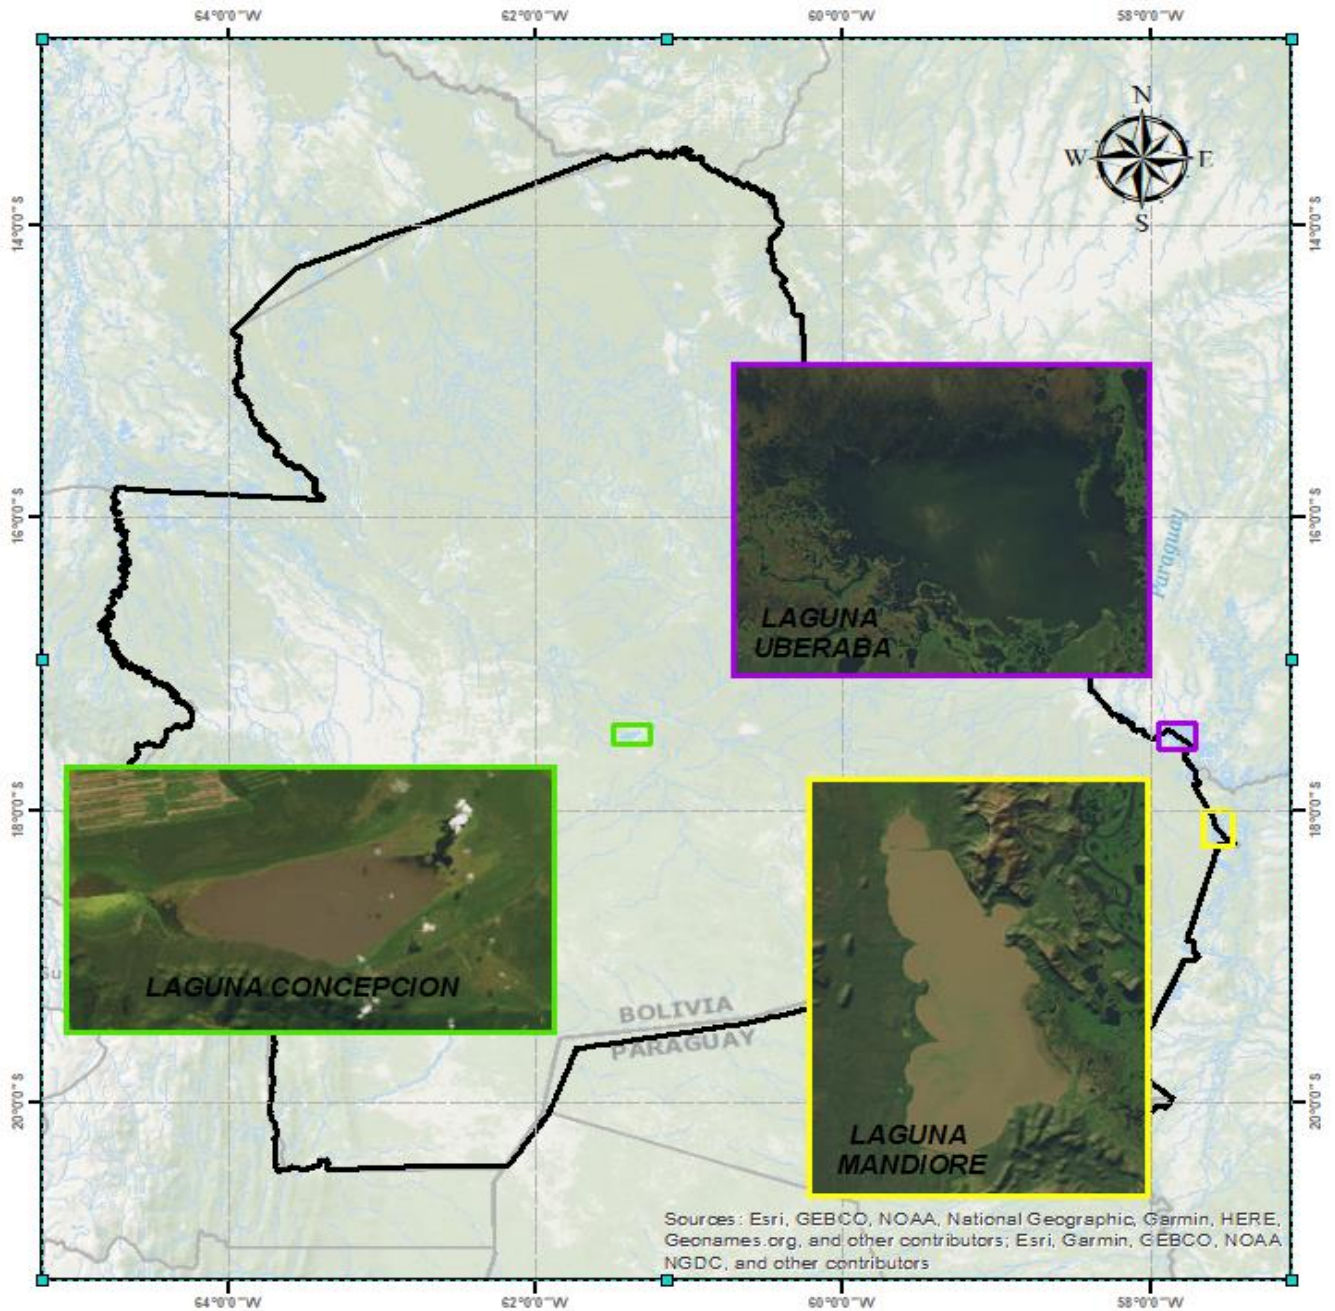 64°0'0"W 62°0'0"W 60°0'0"W 58°0'0"W
N
W E
S
14°0'0"S 14°0'0"S
16°0'0"S 16°0'0"S
Paraguay
LAGUNA
UBERABA
18°0'0"S 18°0'0"S
LAGUNA CONCEPCION
BOLIVIA
PARAGUAY
20°0'0"S 20°0'0"S
LAGUNA
MANDIORE
Sources: Esri, GEBCO, NOAA, National Geographic, Garmin, HERE,
Geonames.org, and other contributors; Esri, Garmin, GEBCO, NOAA
NGDC, and other contributors
64°0'0"W 62°0'0"W 60°0'0"W 58°0'0"W